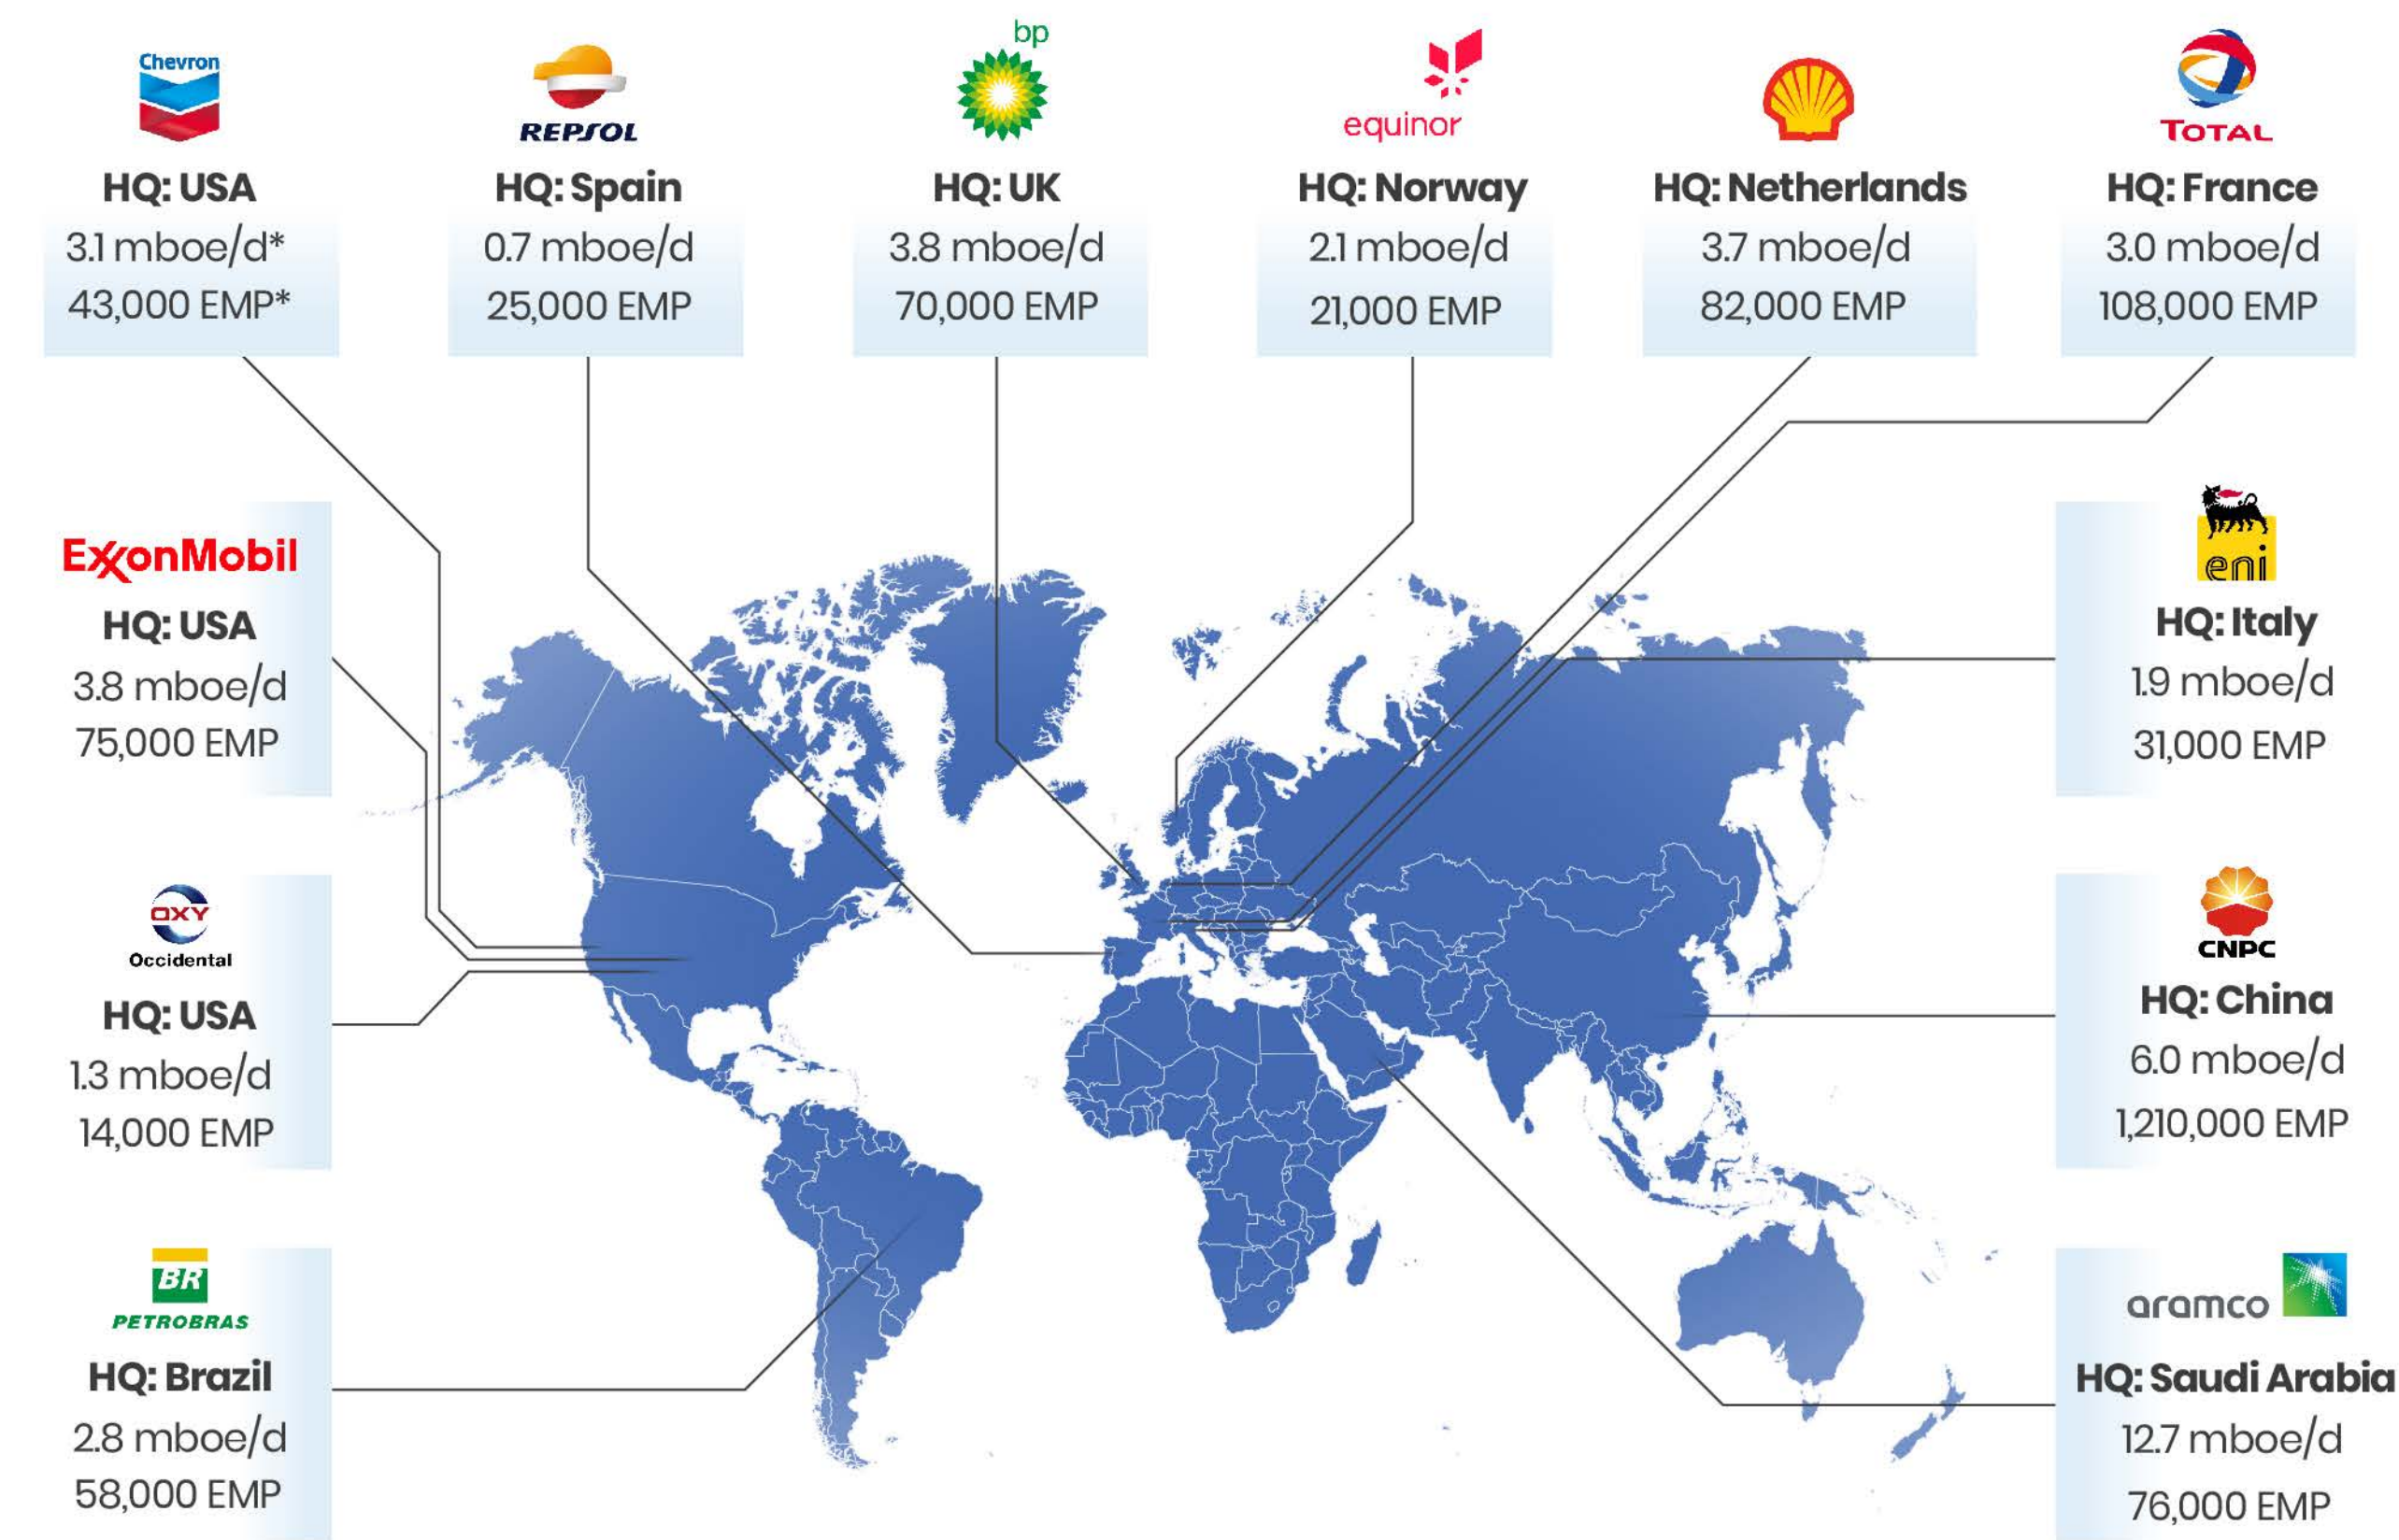 Chevron
HQ: USA
3.1 mboe/d*
43,000 EMP*
REPSOL
HQ: Spain
0.7 mboe/d
25,000 EMP
bp
HQ: UK
3.8 mboe/d
70,000 EMP
equinor
HQ: Norway
2.1 mboe/d
21,000 EMP
HQ: Netherlands
3.7 mboe/d
82,000 EMP
TOTAL
HQ: France
3.0 mboe/d
108,000 EMP
ExxonMobil
HQ: USA
3.8 mboe/d
75,000 EMP
eni
HQ: Italy
1.9 mboe/d
31,000 EMP
OXY
Occidental
HQ: USA
1.3 mboe/d
14,000 EMP
CNPC
HQ: China
6.0 mboe/d
1,210,000 EMP
BR
PETROBRAS
HQ: Brazil
2.8 mboe/d
58,000 EMP
aramco
HQ: Saudi Arabia
12.7 mboe/d
76,000 EMP